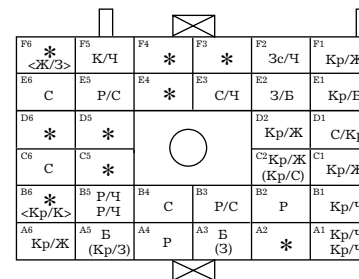 F6 * F5 К/Ч F4 * F3 * F2 Зс/Ч F1 Кр/Ж
<Ж/З>
E6 С E5 Р/С E4 * E3 С/Ч E2 З/Б E1
D6 * D5 * D2 Кр/Ж D1
C6 С C5 * C2 Кр/Ж C1 Кр/Ж
(Кр/С)
B6 * B5 Р/Ч B4 С B3 Р/С B2 Р B1 Кр/Ч
<Кр/К> Р/Ч
A6 Кр/Ж A5 Б A4 Р A3 Б A2 * A1 Кр/Ч
(Кр/З) (З) Кр/Ч